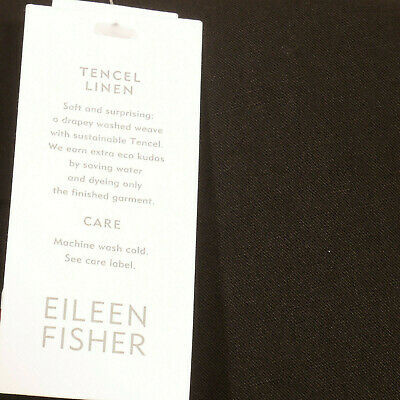 TENCEL
LINEN
Soft and surprising:
a drapey washed weave
with sustainable Tencel.
We earn extra eco kudos
by saving water
and dyeing only
the finished garment.
CARE
Machine wash cold.
See care label.
EILEEN
FISHER